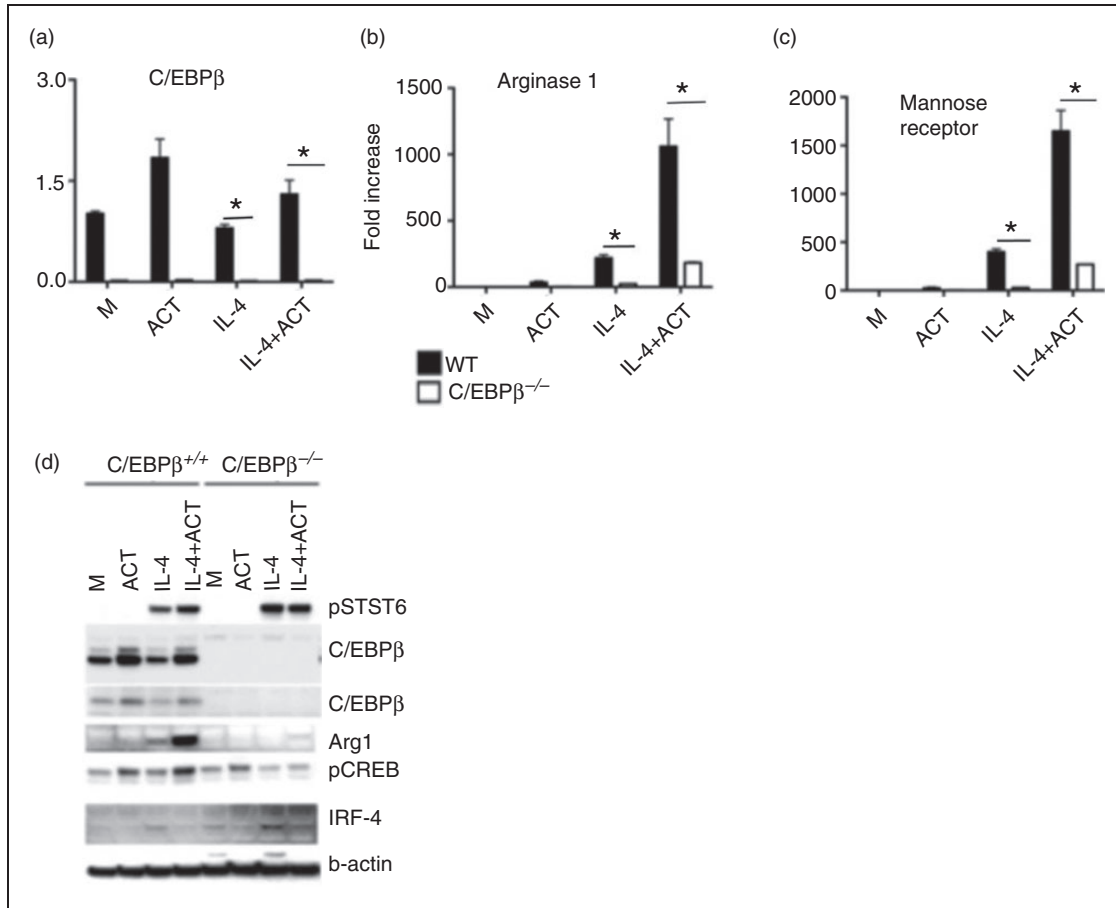 (a)
C/EBPβ
3.0
1.5
0.0
*
*
M
ACT
IL-4
IL-4+ACT
(b)
Arginase 1
Fold increase
1500
1000
500
0
*
*
M
ACT
IL-4
IL-4+ACT
WT
C/EBPβ–/–
(c)
Mannose
receptor
2000
1500
1000
500
0
*
*
M
ACT
IL-4
IL-4+ACT
(d)
C/EBPβ+/+ C/EBPβ–/–
M ACT IL-4 IL-4+ACT M ACT IL-4 IL-4+ACT
pSTST6
C/EBPβ
C/EBPβ
Arg1
pCREB
IRF-4
b-actin